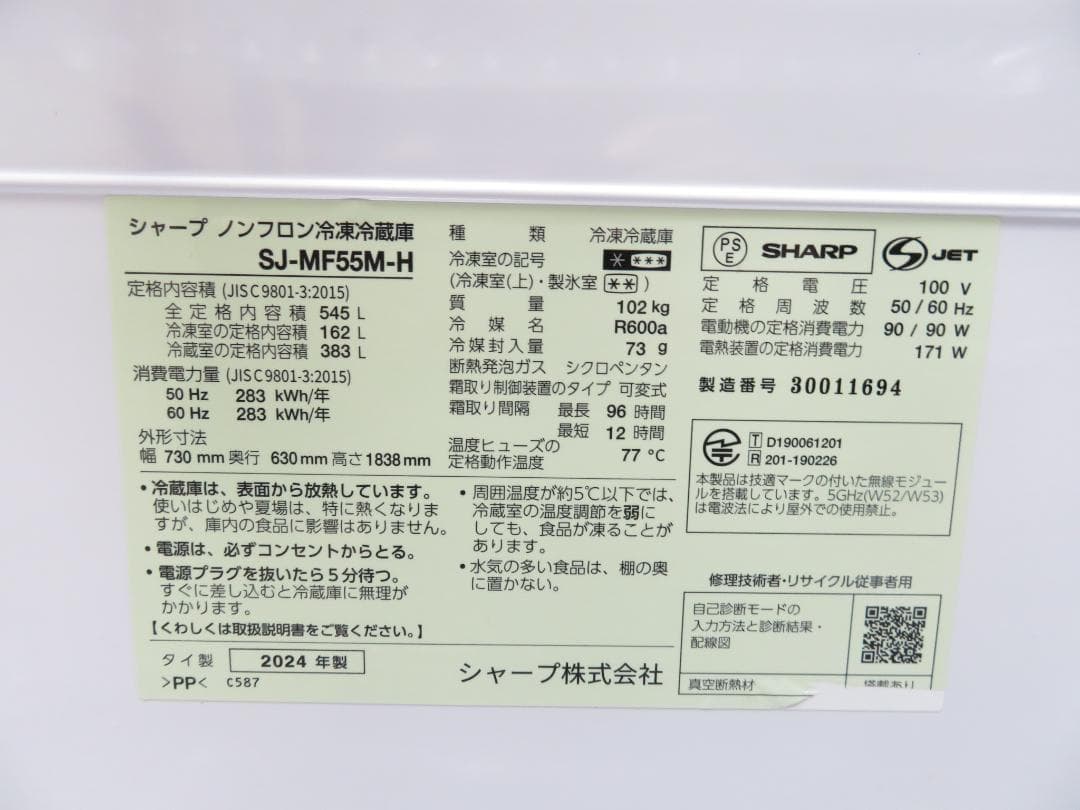 シャープ ノンフロン冷凍冷蔵庫
SJ-MF55M-H
定格内容積 (JISC9801-3:2015)
全定格内容積 545 L
冷凍室の定格内容積 162 L
冷蔵室の定格内容積 383 L
消費電力量 (JISC9801-3:2015)
50 Hz 283 kWh/年
60 Hz 283 kWh/年
外形寸法
幅 730 mm 奥行 630 mm 高さ 1838 mm
種類 冷凍冷蔵庫
冷凍室の記号 * ***
(冷凍室(上)・製氷室 ** )
質量 102 kg
冷媒名 R600a
冷媒封入量 73 g
断熱発泡ガス シクロペンタン
霜取り制御装置のタイプ 可変式
霜取り間隔 最長 96 時間
最短 12 時間
温度ヒューズの
定格動作温度 77 °C
PS
E
SHARP
JET
定格電圧 100 V
定格周波数 50 / 60 Hz
電動機の定格消費電力 90 / 90 W
電熱装置の定格消費電力 171 W
製造番号 30011694
T D190061201
R 201-190226
本製品は技適マークの付いた無線モジュー
ルを搭載しています。5GHz(W52/W53)
は電波法により屋外での使用禁止。
・冷蔵庫は、表面から放熱しています。
使いはじめや夏場は、特に熱くなりま
すが、庫内の食品に影響はありません。
・電源は、必ずコンセントからとる。
・電源プラグを抜いたら5分待つ。
すぐに差し込むと冷蔵庫に無理が
かかります。
【くわしくは取扱説明書をご覧ください。】
・周囲温度が約5℃以下では、
冷蔵室の温度調節を弱に
しても、食品が凍ることが
あります。
・水気の多い食品は、棚の奥
に置かない。
修理技術者・リサイクル従事者用
自己診断モードの
入力方法と診断結果・
配線図
真空断熱材 搭載あり
タイ製 2024 年製
>PP< C587
シャープ株式会社